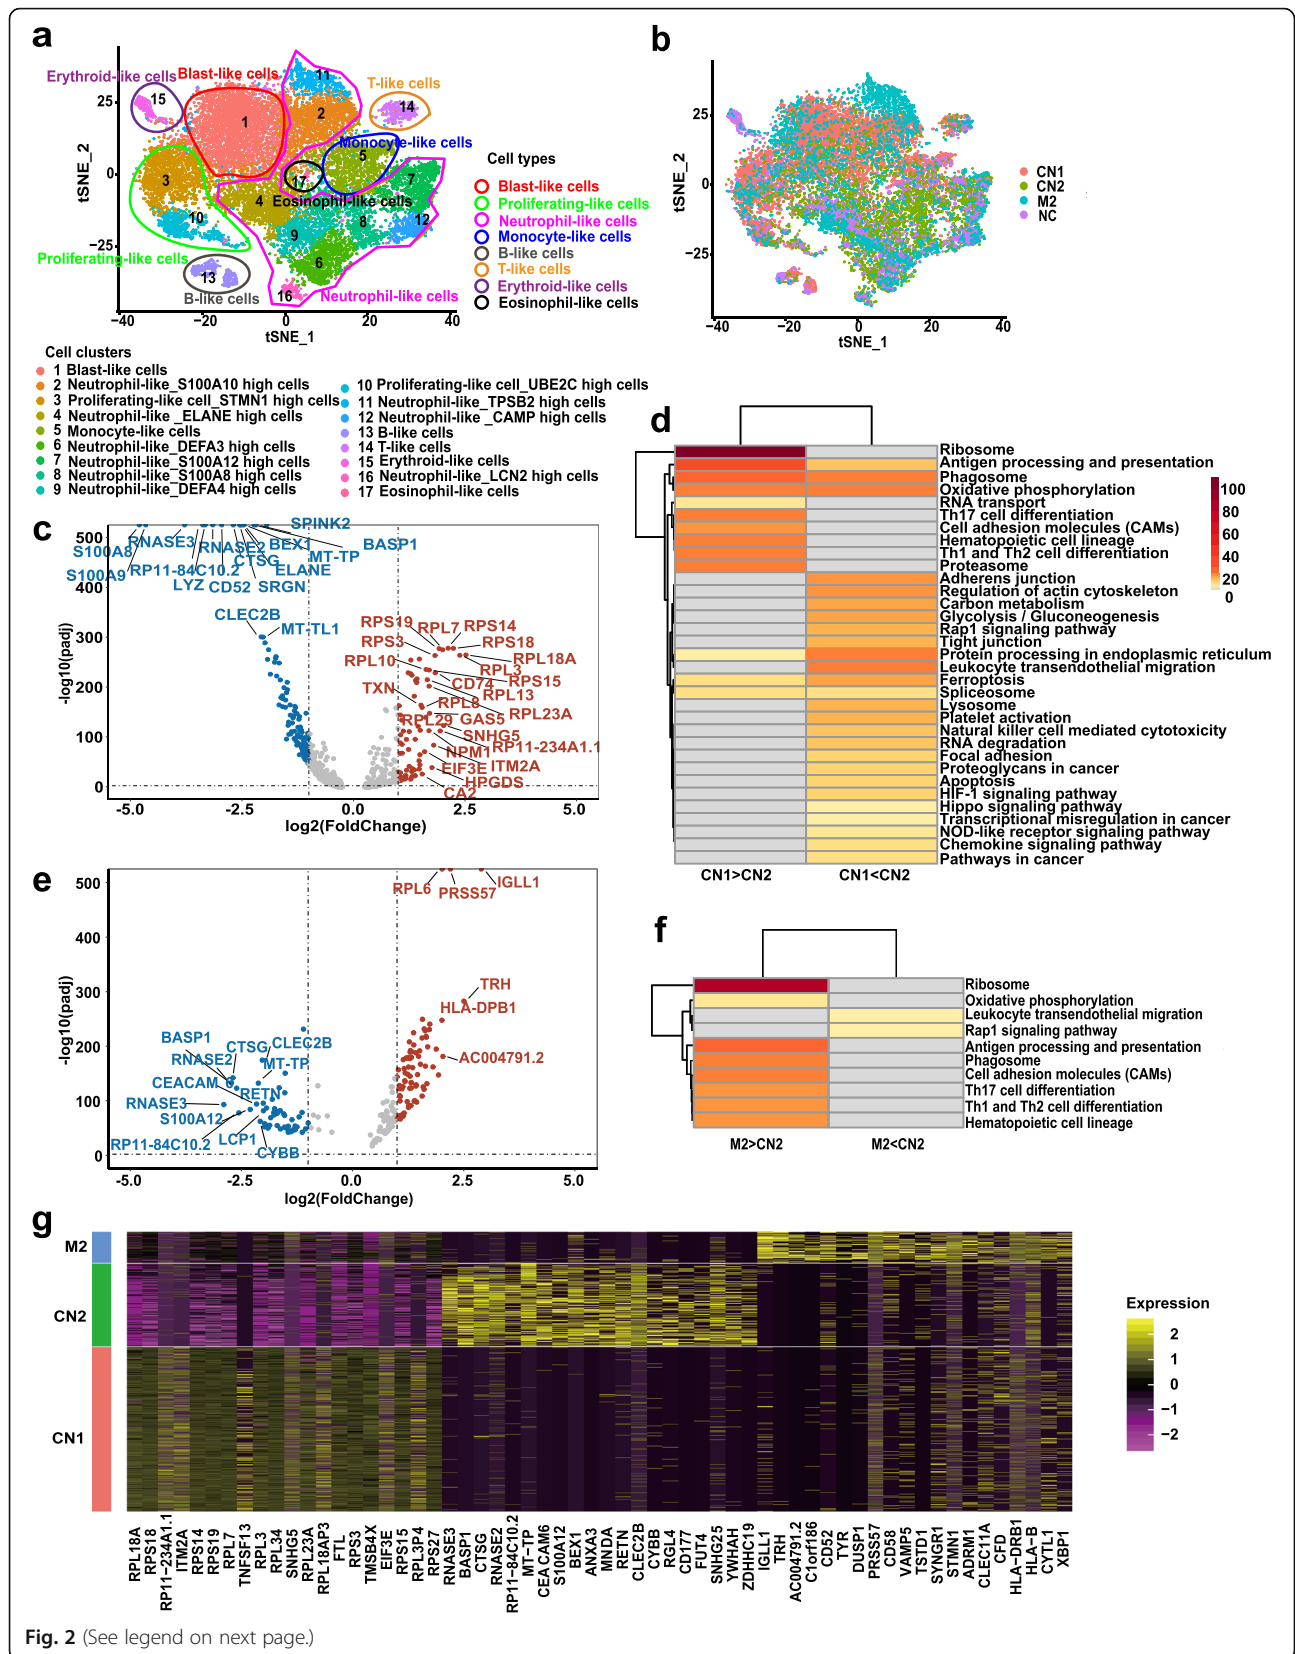 a
Erythroid-like cells
Blast-like cells
T-like cells
Monocyte-like cells
Eosinophil-like cells
Proliferating-like cells
B-like cells
Neutrophil-like cells
1
2
3
4
5
6
7
8
9
10
11
12
13
14
15
16
17
tSNE_2
25
0
−25
−40
−20
0
20
40
tSNE_1
Cell types
Blast-like cells
Proliferating-like cells
Neutrophil-like cells
Monocyte-like cells
B-like cells
T-like cells
Erythroid-like cells
Eosinophil-like cells
Cell clusters
1 Blast-like cells
2 Neutrophil-like_S100A10 high cells
3 Proliferating-like cell_STMN1 high cells
4 Neutrophil-like _ELANE high cells
5 Monocyte-like cells
6 Neutrophil-like_DEFA3 high cells
7 Neutrophil-like_S100A12 high cells
8 Neutrophil-like_S100A8 high cells
9 Neutrophil-like_DEFA4 high cells
10 Proliferating-like cell_UBE2C high cells
11 Neutrophil-like_TPSB2 high cells
12 Neutrophil-like _CAMP high cells
13 B-like cells
14 T-like cells
15 Erythroid-like cells
16 Neutrophil-like_LCN2 high cells
17 Eosinophil-like cells
b
tSNE_2
25
0
−25
−40
−20
0
20
40
tSNE_1
CN1
CN2
M2
NC
c
-log10(padj)
500
400
300
200
100
0
-5.0
-2.5
0.0
2.5
5.0
log2(FoldChange)
SPINK2
S100A8
RNASE3
RNASE2
BEX1
BASP1
MT-TP
CTSG
S100A9
RP11-84C10.2
ELANE
LYZ
CD52
SRGN
CLEC2B
MT-TL1
RPS19
RPL7
RPS14
RPS3
RPS18
RPL10
RPL18A
RPL3
RPS15
TXN
CD74
RPL13
RPL8
RPL23A
RPL29
GAS5
SNHG5
RP11-234A1.1
NPM1
ITM2A
EIF3E
HPGDS
CA2
d
Ribosome
Antigen processing and presentation
Phagosome
Oxidative phosphorylation
RNA transport
Th17 cell differentiation
Cell adhesion molecules (CAMs)
Hematopoietic cell lineage
Th1 and Th2 cell differentiation
Proteasome
Adherens junction
Regulation of actin cytoskeleton
Carbon metabolism
Glycolysis / Gluconeogenesis
Rap1 signaling pathway
Tight junction
Protein processing in endoplasmic reticulum
Leukocyte transendothelial migration
Ferroptosis
Spliceosome
Lysosome
Platelet activation
Natural killer cell mediated cytotoxicity
RNA degradation
Focal adhesion
Proteoglycans in cancer
Apoptosis
HIF-1 signaling pathway
Hippo signaling pathway
Transcriptional misregulation in cancer
NOD-like receptor signaling pathway
Chemokine signaling pathway
Pathways in cancer
CN1>CN2
CN1<CN2
100
80
60
40
20
0
e
-log10(padj)
500
400
300
200
100
0
-5.0
-2.5
0.0
2.5
5.0
log2(FoldChange)
RPL6
PRSS57
IGLL1
TRH
HLA-DPB1
AC004791.2
BASP1
CTSG
CLEC2B
RNASE2
MT-TP
CEACAM 6
RETN
RNASE3
S100A12
RP11-84C10.2
LCP1
CYBB
f
Ribosome
Oxidative phosphorylation
Leukocyte transendothelial migration
Rap1 signaling pathway
Antigen processing and presentation
Phagosome
Cell adhesion molecules (CAMs)
Th17 cell differentiation
Th1 and Th2 cell differentiation
Hematopoietic cell lineage
M2>CN2
M2<CN2
g
M2
CN2
CN1
Expression
2
1
0
−1
−2
RPL18A
RPS18
RP11-234A1.1
ITM2A
RPS14
RPS19
RPL7
TNFSF13
RPL3
RPL34
SNHG5
RPL23A
RPL18AP3
FTL
RPS3
TMSB4X
EIF3E
RPS15
RPL3P4
RPS27
RNASE3
BASP1
CTSG
RNASE2
RP11-84C10.2
MT-TP
CEACAM6
S100A12
BEX1
ANXA3
MNDA
RETN
CLEC2B
CYBB
RGL4
CD177
FUT4
SNHG25
YWHAH
ZDHHC19
IGLL1
TRH
AC004791.2
C1orf186
CD52
TYR
DUSP1
PRSS57
CD58
VAMP5
TSTD1
SYNGR1
STMN1
ADRM1
CLEC11A
CFD
HLA-DRB1
HLA-B
CYTL1
XBP1
Fig. 2 (See legend on next page.)